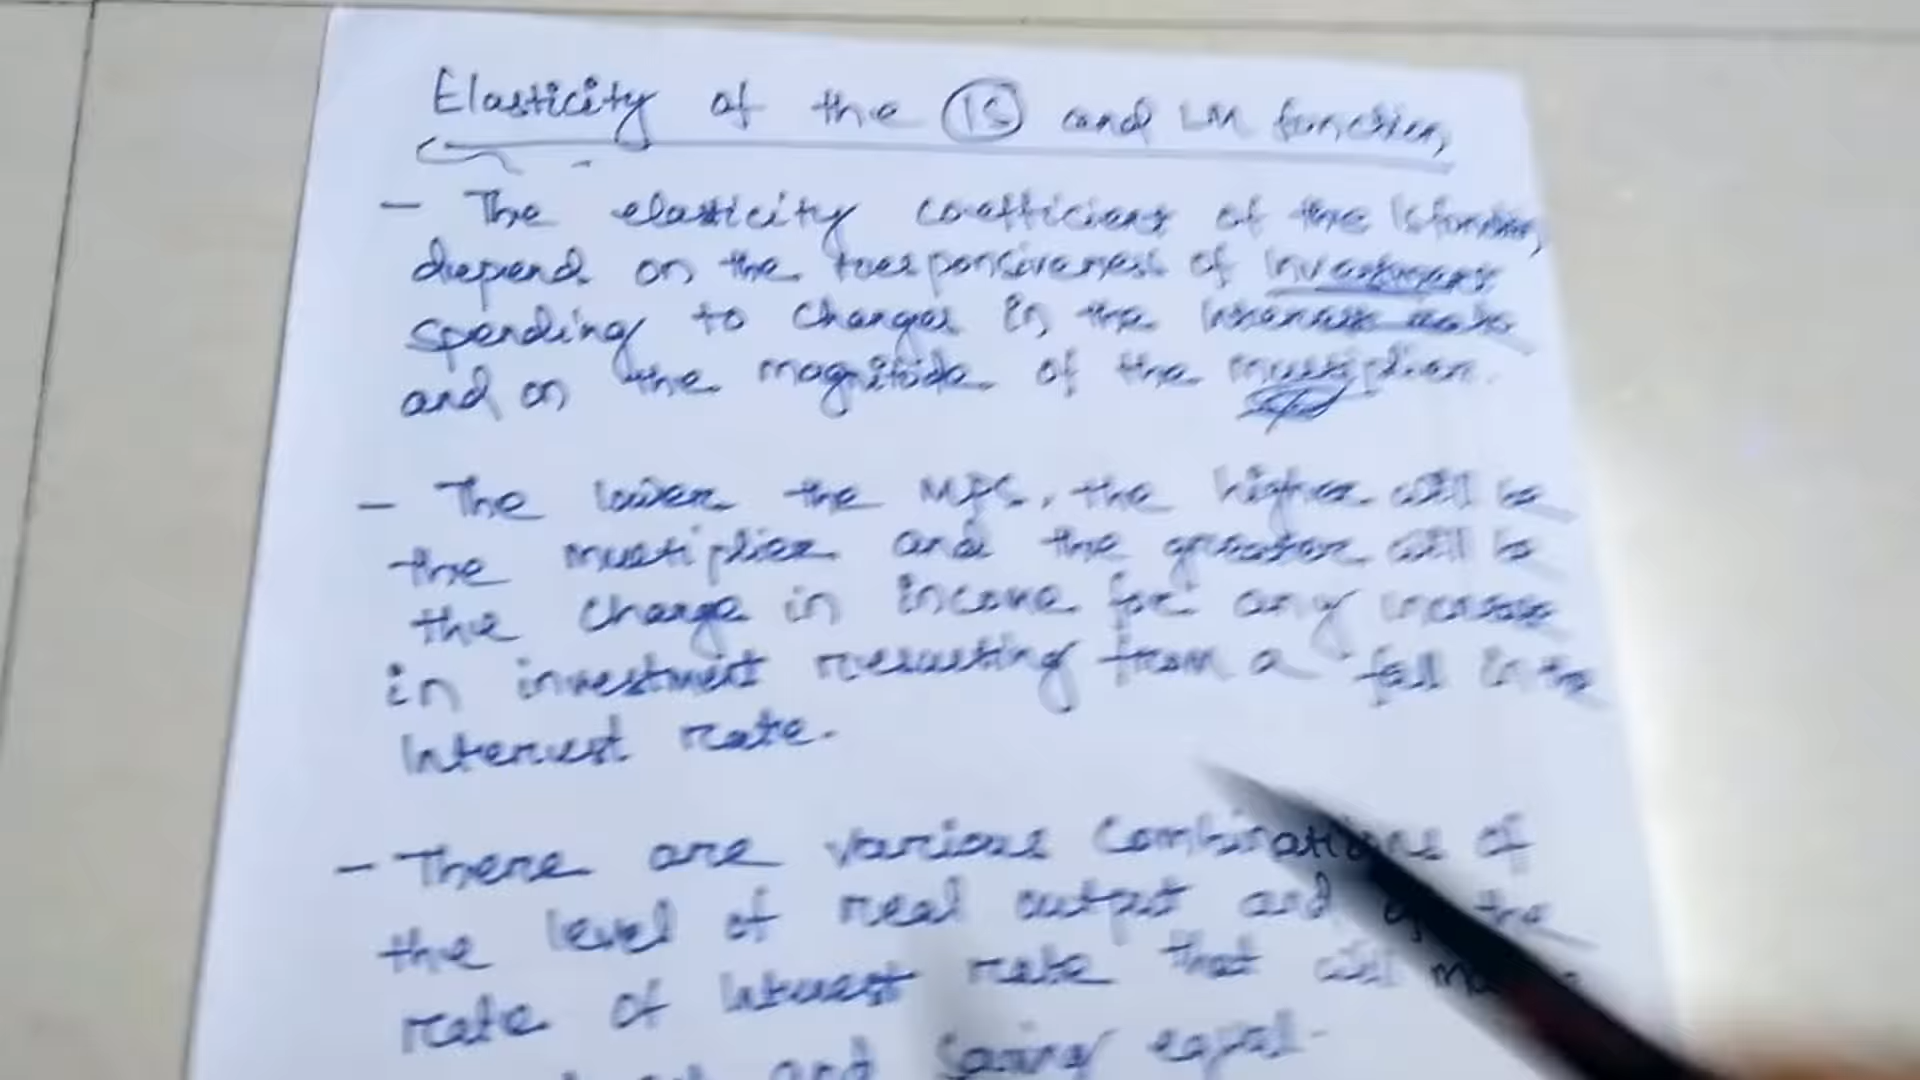 Elasticity of the IS and LM function,
- The elasticity coefficient of the IS function,
depend on the responsiveness of investment
spending to changes in the interest rate
and on the magnitude of the multiplier.
- The lower the MPS, the higher will be
the multiplier and the greater will be
the change in income for any increase
in investment resulting from a fall in the
interest rate.
- There are various combinations of
the level of real output and of the
rate of interest rate that will make
and saving equal.